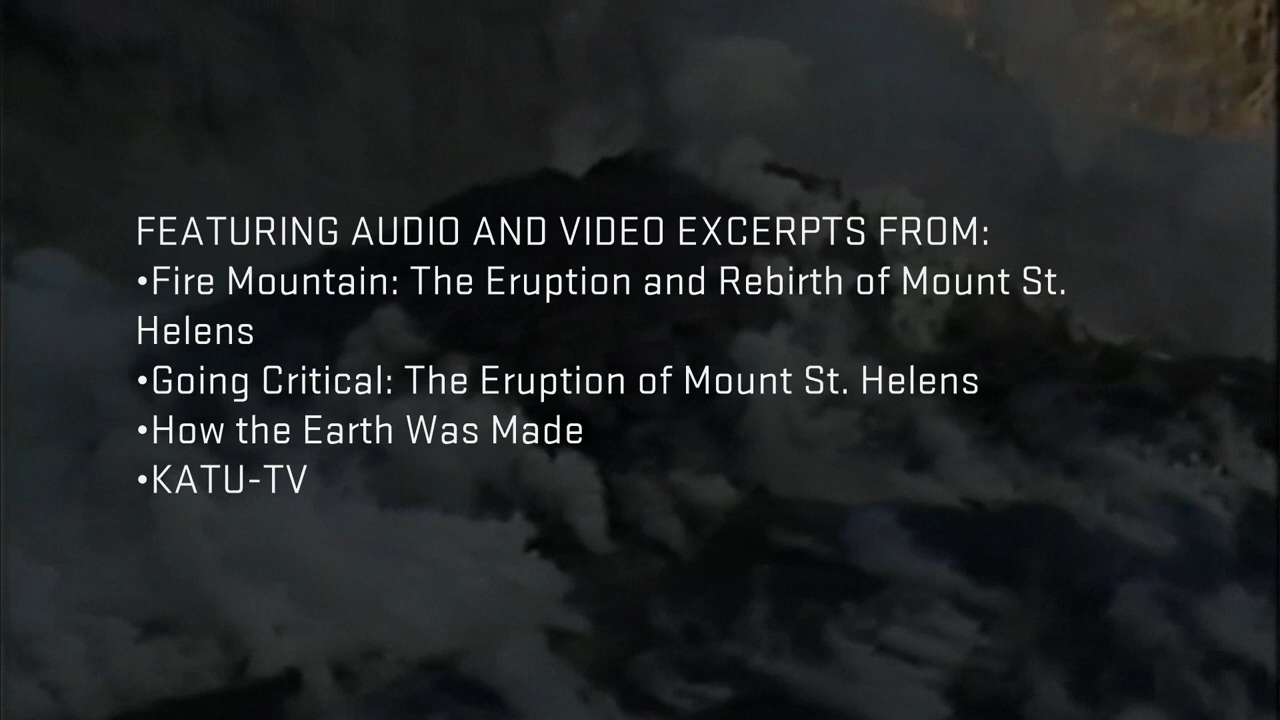 FEATURING AUDIO AND VIDEO EXCERPTS FROM:
•Fire Mountain: The Eruption and Rebirth of Mount St.
Helens
•Going Critical: The Eruption of Mount St. Helens
•How the Earth Was Made
•KATU-TV